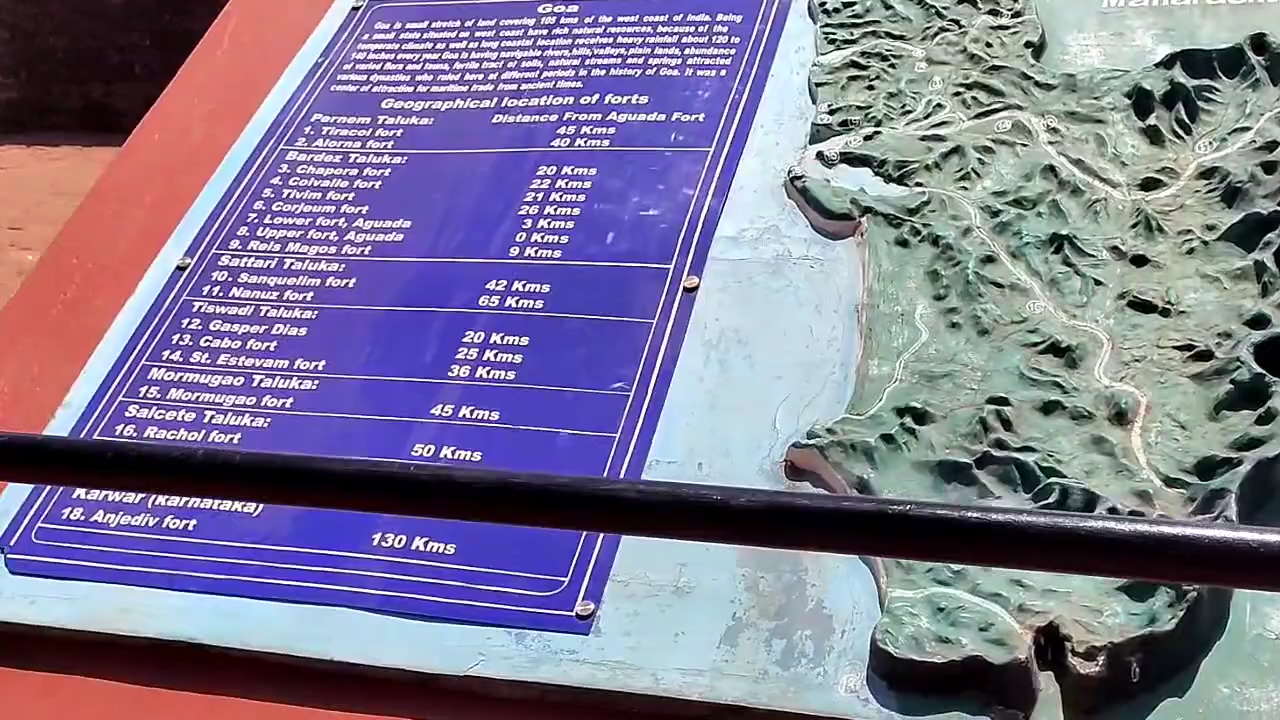 Goa
Goa is small stretch of land covering 105 kms of the west coast of India. Being
a small state situated on west coast have rich natural resources, because of the
temperate climate as well as long coastal location receives heavy rainfall about 120 to
140 inches every year Goa is having navigable rivers, hills, valleys, plain lands, abundance
of varied flora and fauna, fertile tract of soils, natural streams and springs attracted
various dynasties who ruled here at different periods in the history of Goa. It was a
center of attraction for maritime trade from ancient times.
Geographical location of forts
Pernem Taluka: Distance From Aguada Fort
1. Tiracol fort 45 Kms
2. Alorna fort 40 Kms
Bardez Taluka:
3. Chapora fort 20 Kms
4. Colvalle fort 22 Kms
5. Tivim fort 21 Kms
6. Corjoum fort 26 Kms
7. Lower fort, Aguada 3 Kms
8. Upper fort, Aguada 0 Kms
9. Reis Magos fort 9 Kms
Sattari Taluka:
10. Sanquelim fort 42 Kms
11. Nanuz fort 65 Kms
Tiswadi Taluka:
12. Gasper Dias 20 Kms
13. Cabo fort 25 Kms
14. St. Estevam fort 36 Kms
Mormugao Taluka:
15. Mormugao fort 45 Kms
Salcete Taluka:
16. Rachol fort 50 Kms
Karwar (Karnataka)
18. Anjediv fort 130 Kms